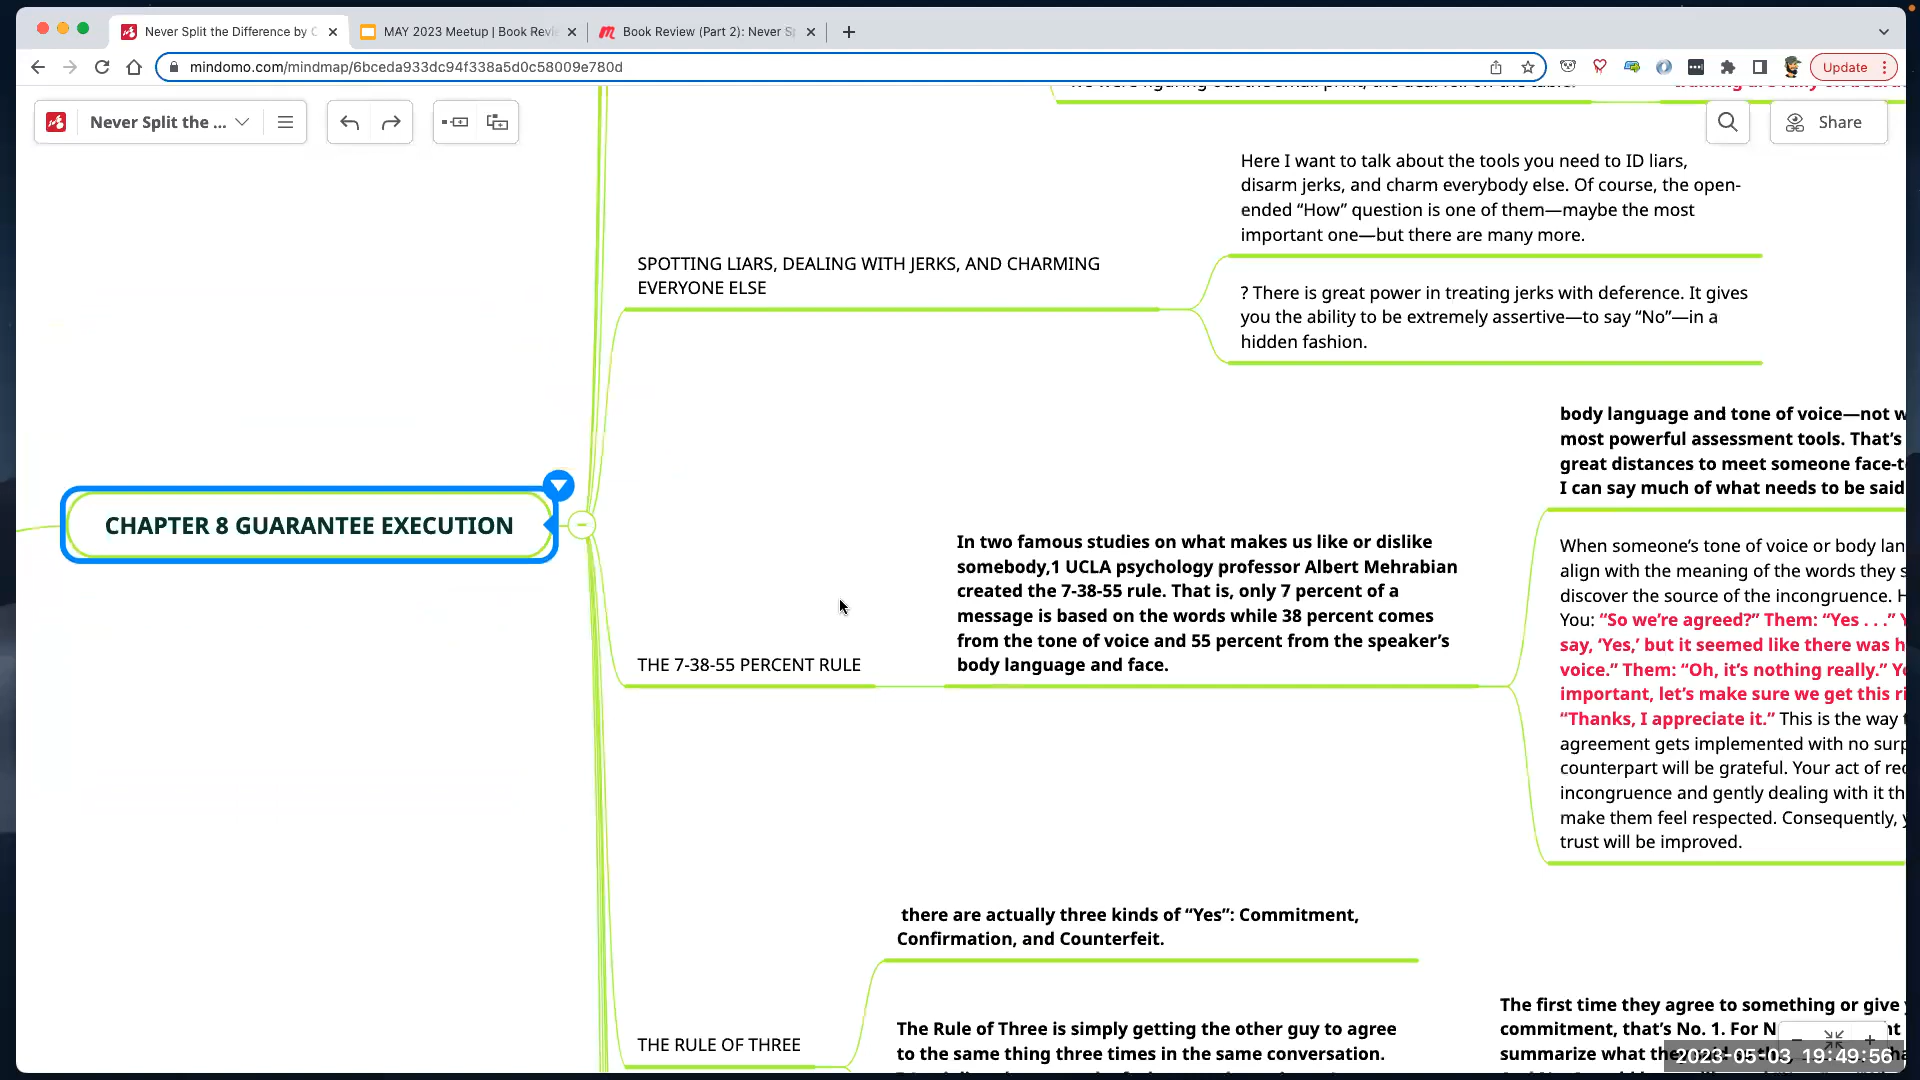 Never Split the Difference by C
MAY 2023 Meetup | Book Revi
Book Review (Part 2): Never S
mindomo.com/mindmap/6bceda933dc94f338a5d0c58009e780d
Update
Never Split the ...
Share
Here I want to talk about the tools you need to ID liars,
disarm jerks, and charm everybody else. Of course, the open-
ended “How” question is one of them—maybe the most
important one—but there are many more.
SPOTTING LIARS, DEALING WITH JERKS, AND CHARMING
EVERYONE ELSE
? There is great power in treating jerks with deference. It gives
you the ability to be extremely assertive—to say “No”—in a
hidden fashion.
body language and tone of voice—not w
most powerful assessment tools. That’s
great distances to meet someone face-t
I can say much of what needs to be said
CHAPTER 8 GUARANTEE EXECUTION
In two famous studies on what makes us like or dislike
somebody,1 UCLA psychology professor Albert Mehrabian
created the 7-38-55 rule. That is, only 7 percent of a
message is based on the words while 38 percent comes
from the tone of voice and 55 percent from the speaker’s
body language and face.
THE 7-38-55 PERCENT RULE
When someone’s tone of voice or body lan
align with the meaning of the words they s
discover the source of the incongruence. H
You: “So we’re agreed?” Them: “Yes . . .” Y
say, ‘Yes,’ but it seemed like there was h
voice.” Them: “Oh, it’s nothing really.” Yo
important, let’s make sure we get this ri
“Thanks, I appreciate it.” This is the way
agreement gets implemented with no surp
counterpart will be grateful. Your act of rec
incongruence and gently dealing with it th
make them feel respected. Consequently, y
trust will be improved.
there are actually three kinds of “Yes”: Commitment,
Confirmation, and Counterfeit.
THE RULE OF THREE
The Rule of Three is simply getting the other guy to agree
to the same thing three times in the same conversation.
The first time they agree to something or give
commitment, that’s No. 1. For N
summarize what the
2023-05-03 19:49:56